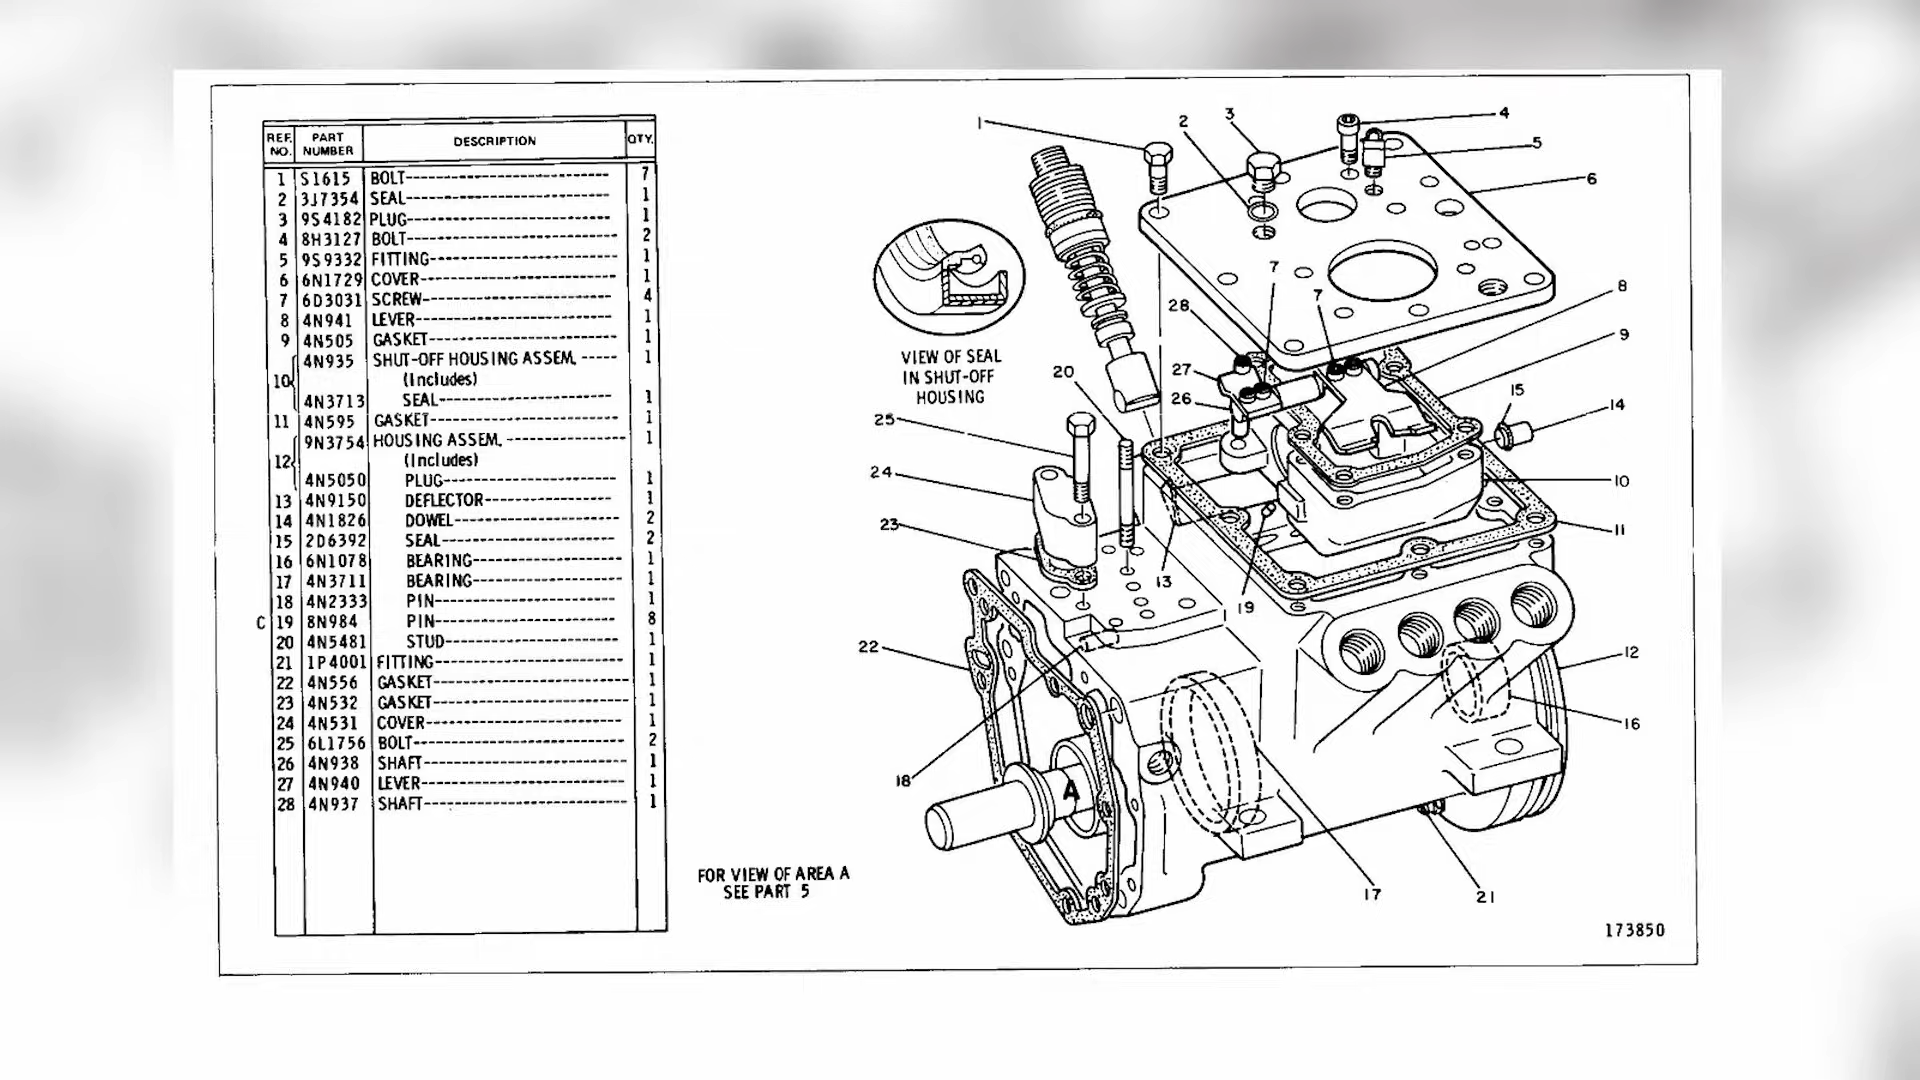 REF. NO. PART NUMBER DESCRIPTION QTY.
1 S1615 BOLT 7
2 3J7354 SEAL 1
3 9S4182 PLUG 1
4 8H3127 BOLT 2
5 9S9332 FITTING 1
6 6N1729 COVER 1
7 6D3031 SCREW 4
8 4N941 LEVER 1
9 4N505 GASKET 1
10 4N935 SHUT-OFF HOUSING ASSEM. 1
(Includes)
4N3713 SEAL 1
11 4N595 GASKET 1
12 9N3754 HOUSING ASSEM. 1
(Includes)
4N5050 PLUG 1
13 4N9150 DEFLECTOR 1
14 4N1826 DOWEL 2
15 2D6392 SEAL 2
16 6N1078 BEARING 1
17 4N3711 BEARING 1
18 4N2333 PIN 1
C 19 8N984 PIN 8
20 4N5481 STUD 1
21 1P4001 FITTING 1
22 4N556 GASKET 1
23 4N532 GASKET 1
24 4N531 COVER 1
25 6L1756 BOLT 2
26 4N938 SHAFT 1
27 4N940 LEVER 1
28 4N937 SHAFT 1
1
2
3
4
5
6
7
7
8
9
28
27
26
VIEW OF SEAL
IN SHUT-OFF
HOUSING
20
15
14
25
24
23
10
11
13
19
22
12
16
18
A
17
21
FOR VIEW OF AREA A
SEE PART 5
173850